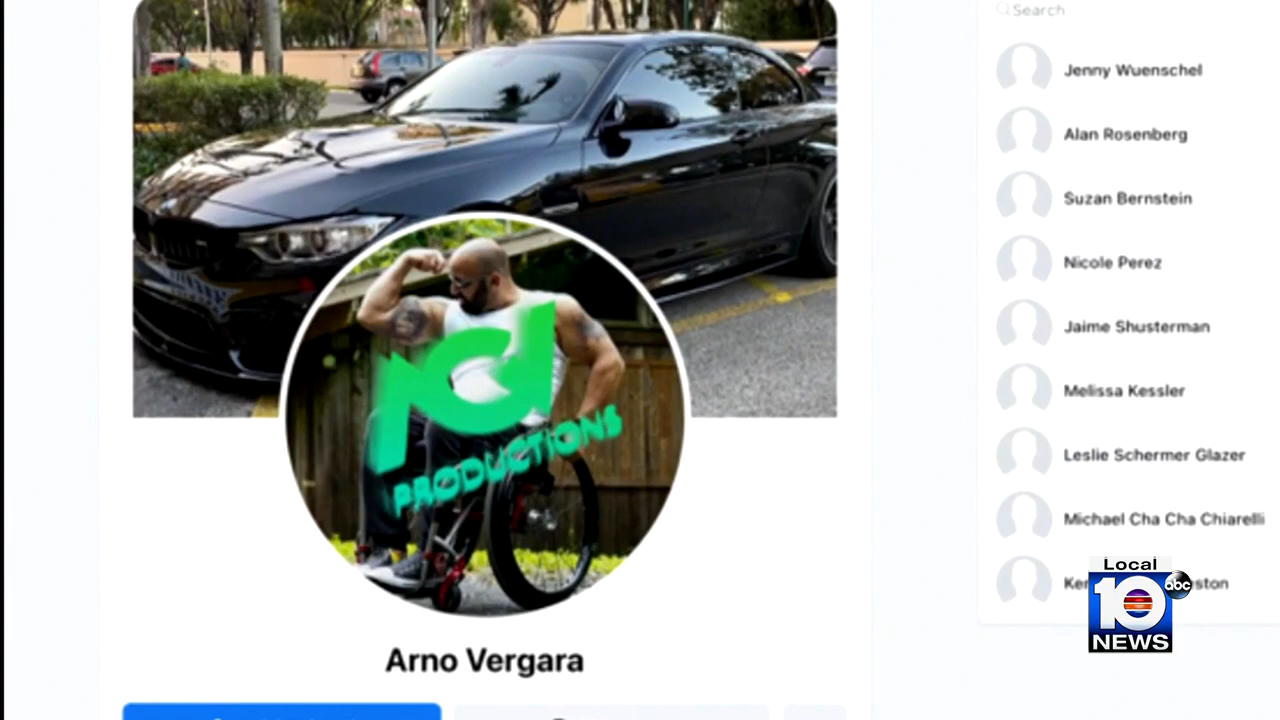 PRODUCTIONS
Arno Vergara
Search
Jenny Wuenschel
Alan Rosenberg
Suzan Bernstein
Nicole Perez
Jaime Shusterman
Melissa Kessler
Leslie Schermer Glazer
Michael Cha Cha Chiarelli
Local
10
abc
NEWS